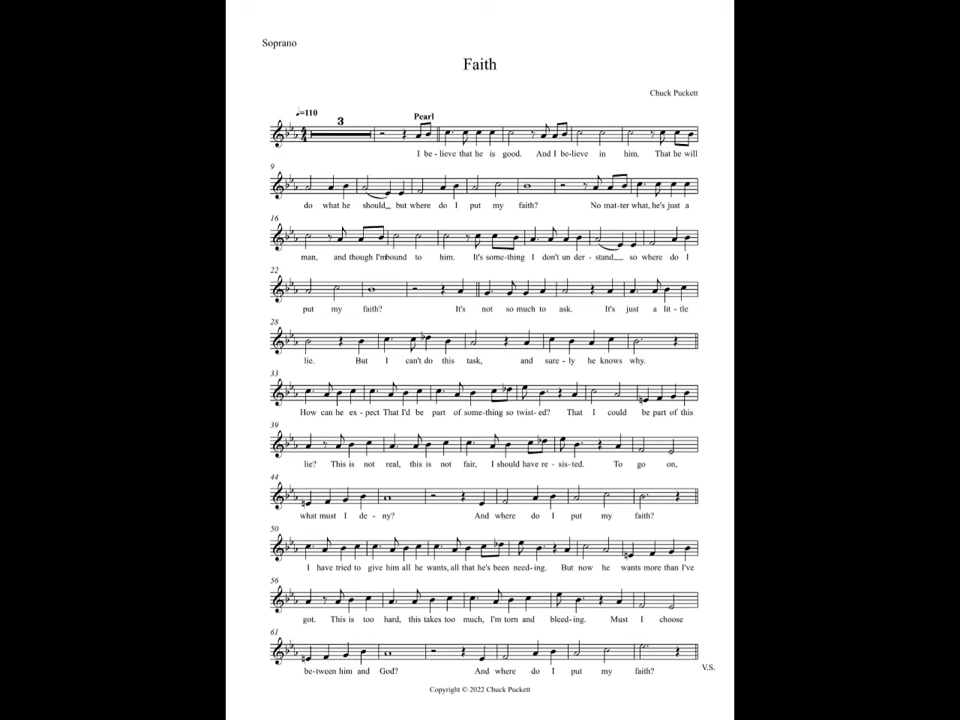 Soprano
Faith
Chuck Puckett
♩=110
3
Pearl
I be - lieve that he is good. And I be-lieve in him. That he will
9
do what he should__ but where do I put my faith? No mat-ter what, he's just a
16
man, and though I'm bound to him. It's some-thing I don't un der - stand__ so where do I
22
put my faith? It's not so much to ask. It's just a lit - tle
28
lie. But I can't do this task, and sure - ly he knows why.
33
How can he ex - pect That I'd be part of some-thing so twist- ed? That I could be part of this
39
lie? This is not real, this is not fair, I should have re - sis- ted. To go on,
44
what must I de - ny? And where do I put my faith?
50
I have tried to give him all he wants, all that he's been need- ing. But now he wants more than I've
56
got. This is too hard, this takes too much, I'm torn and bleed- ing. Must I choose
61
be-tween him and God? And where do I put my faith?
V.S.
Copyright © 2022 Chuck Puckett